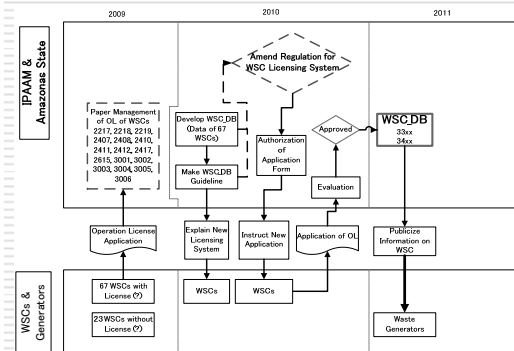 2009
2010
2011
IPAAM &
Amazonas State
Paper Management
of OL of WSCs
2217, 2218, 2219,
2407, 2408, 2410,
2411, 2412, 2417,
2615, 3001, 3002,
3003, 3004, 3005,
3006
Develop WSC_DB
(Data of 67
WSCs)
Make WSC_DB
Guideline
Amend Regulation for
WSC Licensing System
Authorization
of
Application
Form
Approved
Evaluation
WSC_DB
33xx
34xx
Operation License
Application
Explain New
Licensing
System
Instruct New
Application
Application of OL
Publicize
Information on
WSC
WSCs &
Generators
67 WSCs with
License (?)
23 WSCs without
License (?)
WSCs
WSCs
Waste
Generators